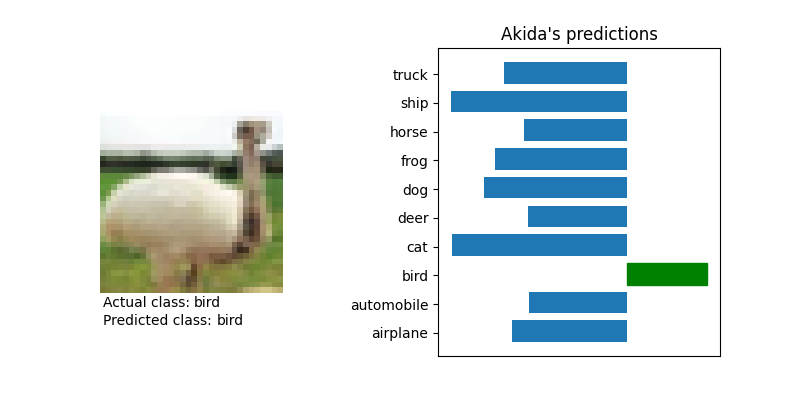 Akida's predictions
truck
ship
horse
frog
dog
deer
cat
bird
automobile
airplane
Actual class: bird
Predicted class: bird